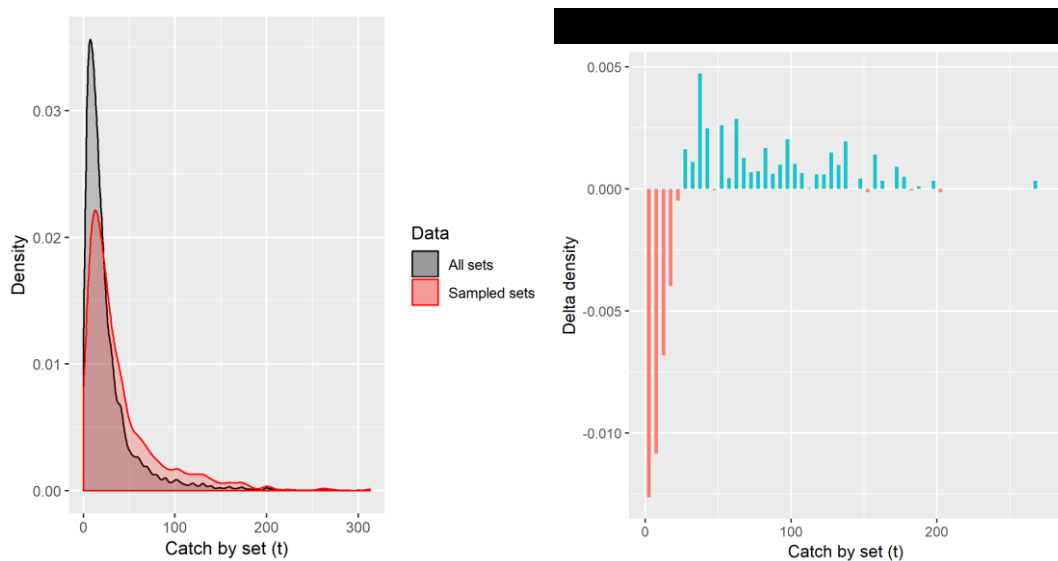 0.03
0.02
0.01
0.00
Density
0
100
200
300
Catch by set (t)
Data
All sets
Sampled sets
0.005
0.000
-0.005
-0.010
Delta density
0
100
200
Catch by set (t)